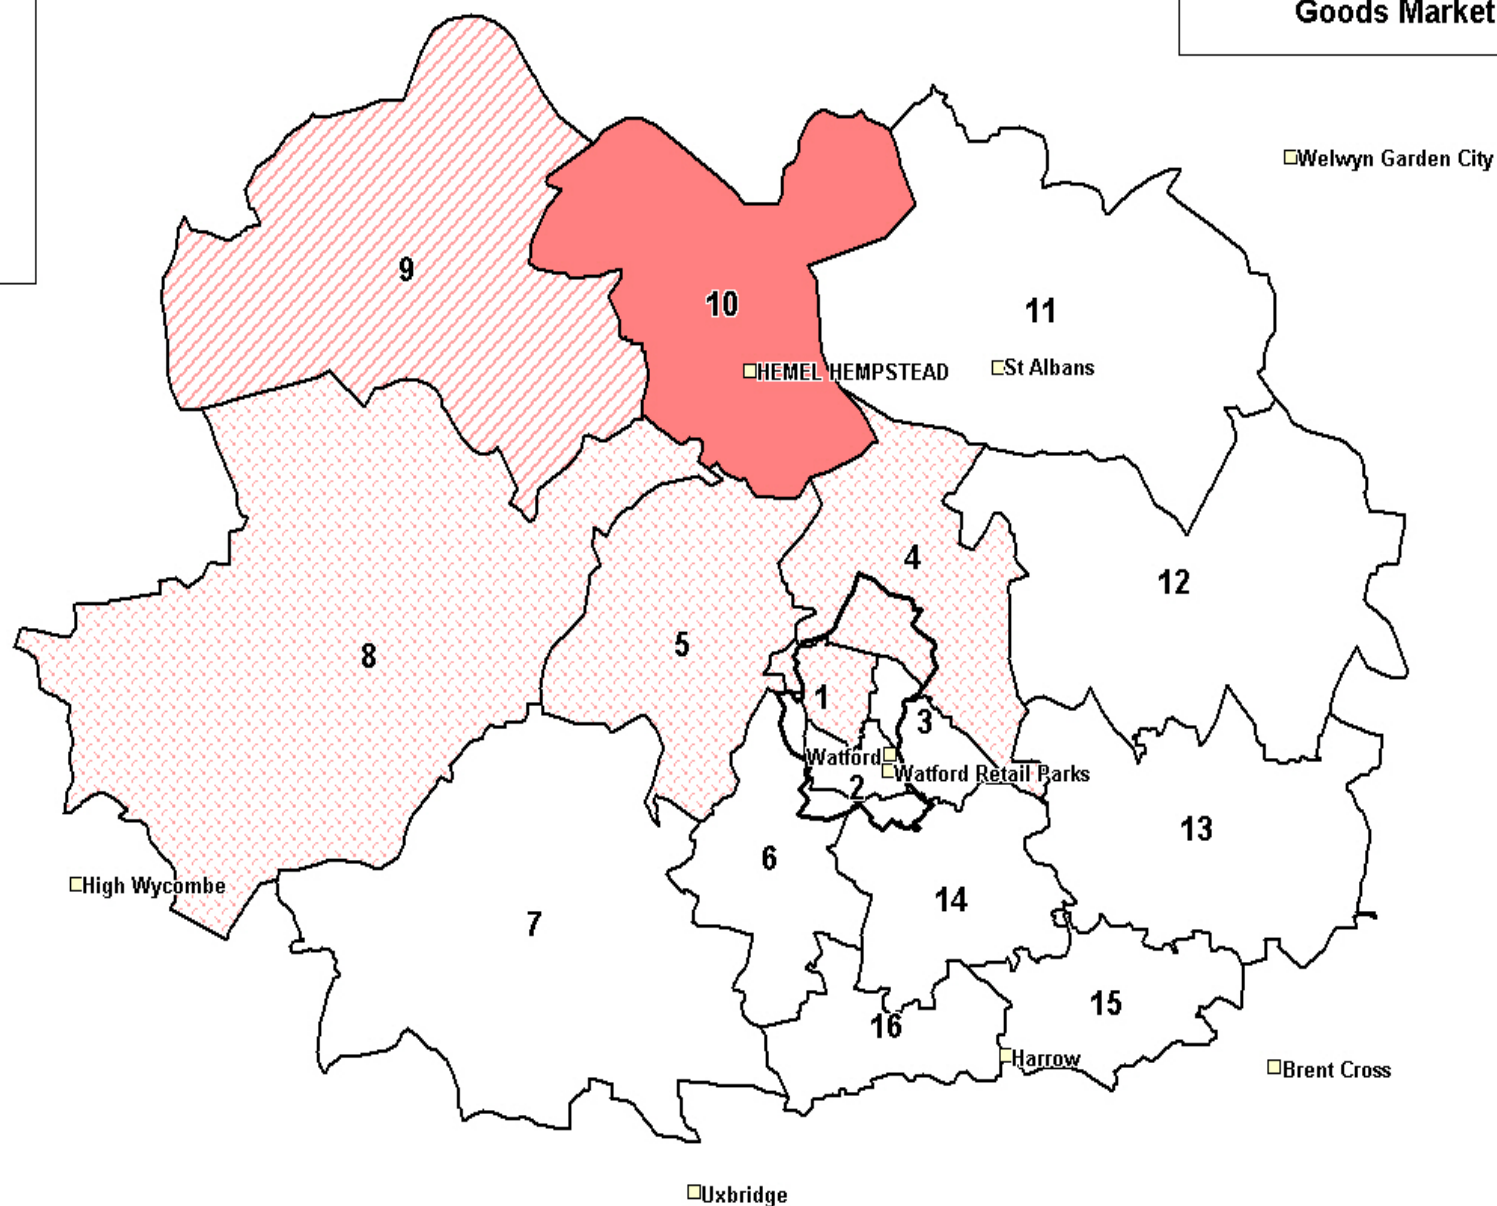 Goods Market
Welwyn Garden City
9
10
11
HEMEL HEMPSTEAD
St Albans
4
12
5
8
1
3
Watford
Watford Retail Parks
2
13
6
High Wycombe
14
7
15
16
Harrow
Brent Cross
Uxbridge